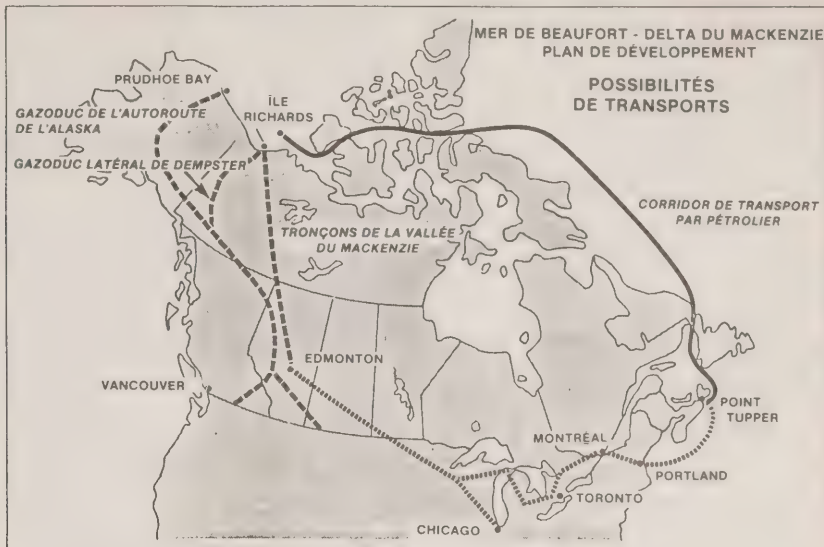 MER DE BEAUFORT - DELTA DU MACKENZIE
PLAN DE DÉVELOPPEMENT
POSSIBILITÉS
DE TRANSPORTS
PRUDHOE BAY
ÎLE
RICHARDS
GAZODUC DE L'AUTOROUTE
DE L'ALASKA
GAZODUC LATÉRAL DE DEMPSTER
TRONÇONS DE LA VALLÉE
DU MACKENZIE
CORRIDOR DE TRANSPORT
PAR PÉTROLIER
EDMONTON
VANCOUVER
POINT
TUPPER
MONTRÉAL
PORTLAND
TORONTO
CHICAGO